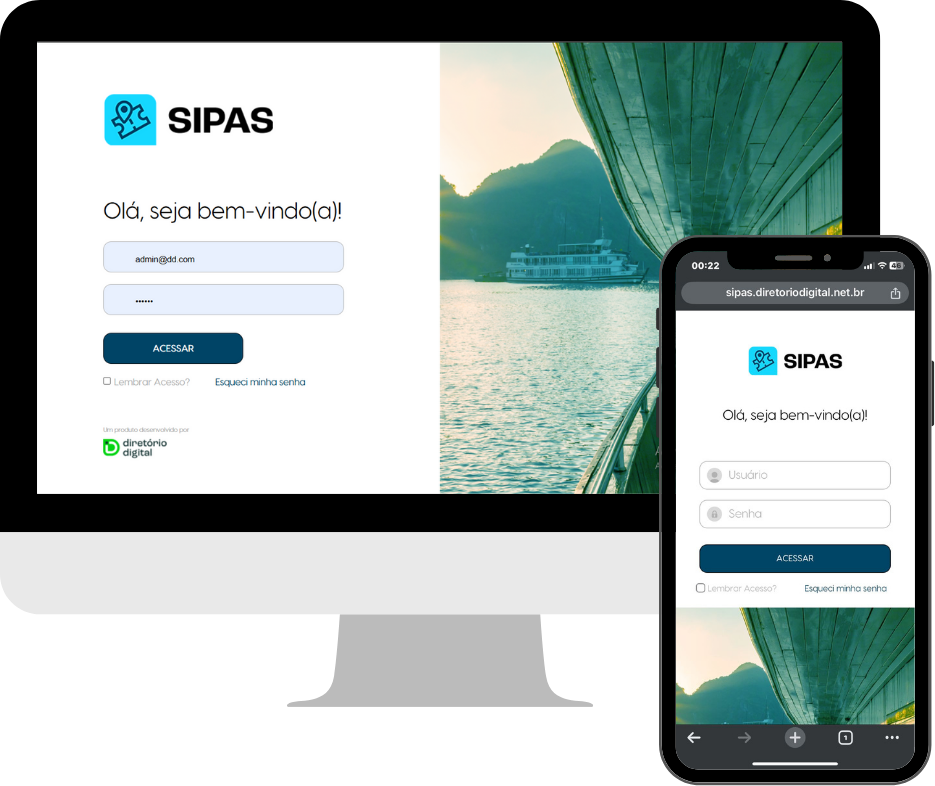 SIPAS
Olá, seja bem-vindo(a)!
admin@dd.com
••••••
ACESSAR
Lembrar Acesso? Esqueci minha senha
Um produto desenvolvido por
diretório
digital
00:22
48
sipas.diretoriodigital.net.br
SIPAS
Olá, seja bem-vindo(a)!
Usuário
Senha
ACESSAR
Lembrar Acesso? Esqueci minha senha
1